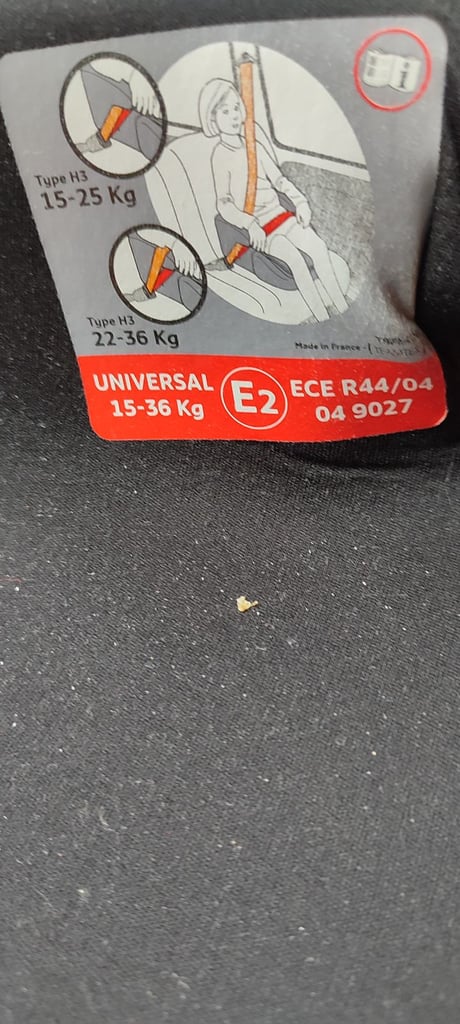 Type H3
15-25 Kg
Type H3
22-36 Kg
Made in France -
UNIVERSAL
15-36 Kg
E2
ECE R44/04
04 9027